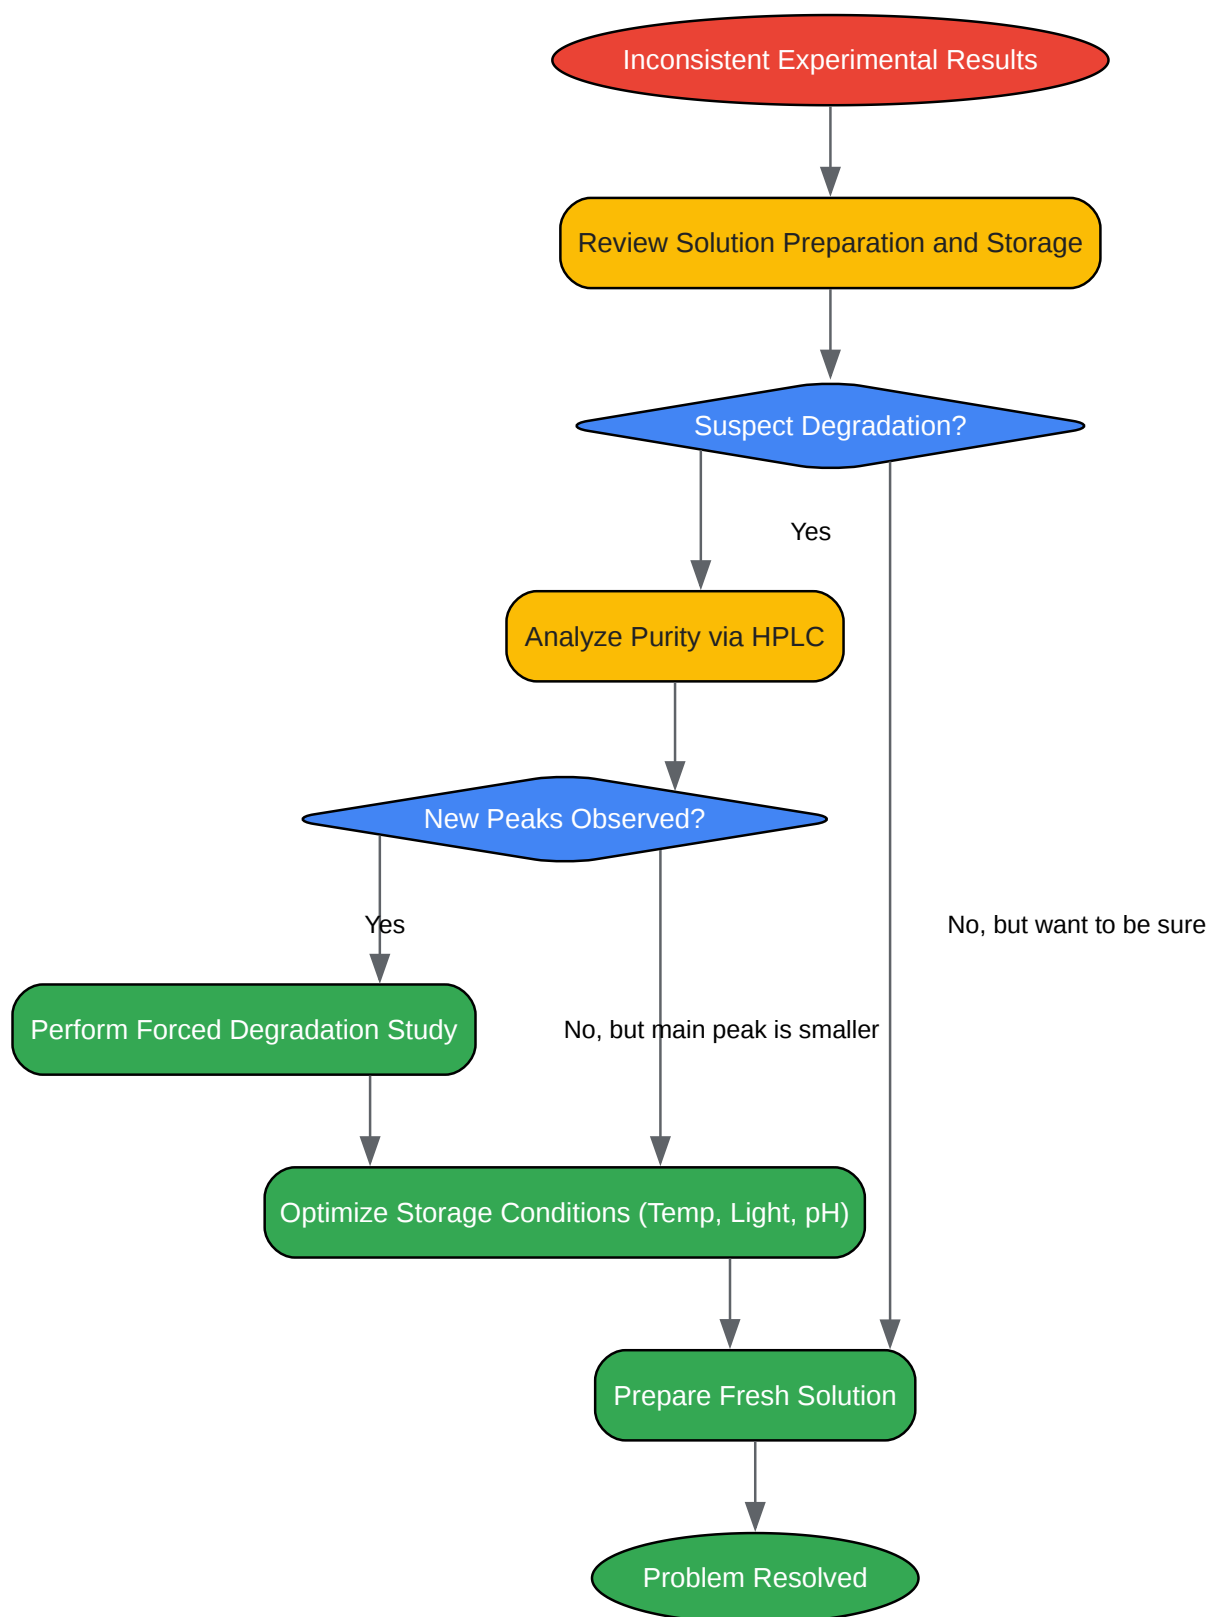 Inconsistent Experimental Results
Review Solution Preparation and Storage
Suspect Degradation?
Yes
Analyze Purity via HPLC
New Peaks Observed?
Yes
No, but want to be sure
Perform Forced Degradation Study
No, but main peak is smaller
Optimize Storage Conditions (Temp, Light, pH)
Prepare Fresh Solution
Problem Resolved